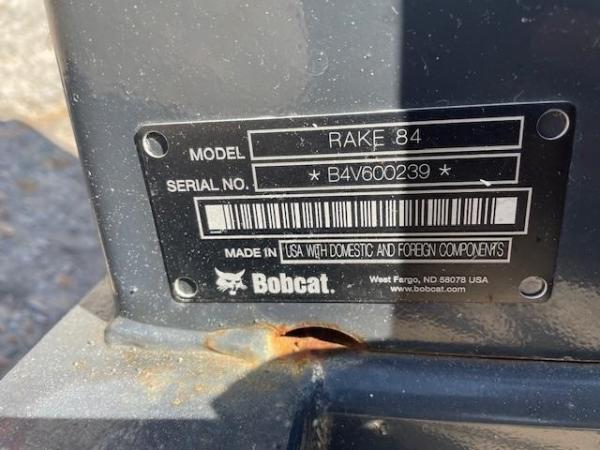 MODEL RAKE 84
SERIAL NO. * B4V600239 *
MADE IN USA WITH DOMESTIC AND FOREIGN COMPONENTS
Bobcat. West Fargo, ND 58078 USA
www.bobcat.com